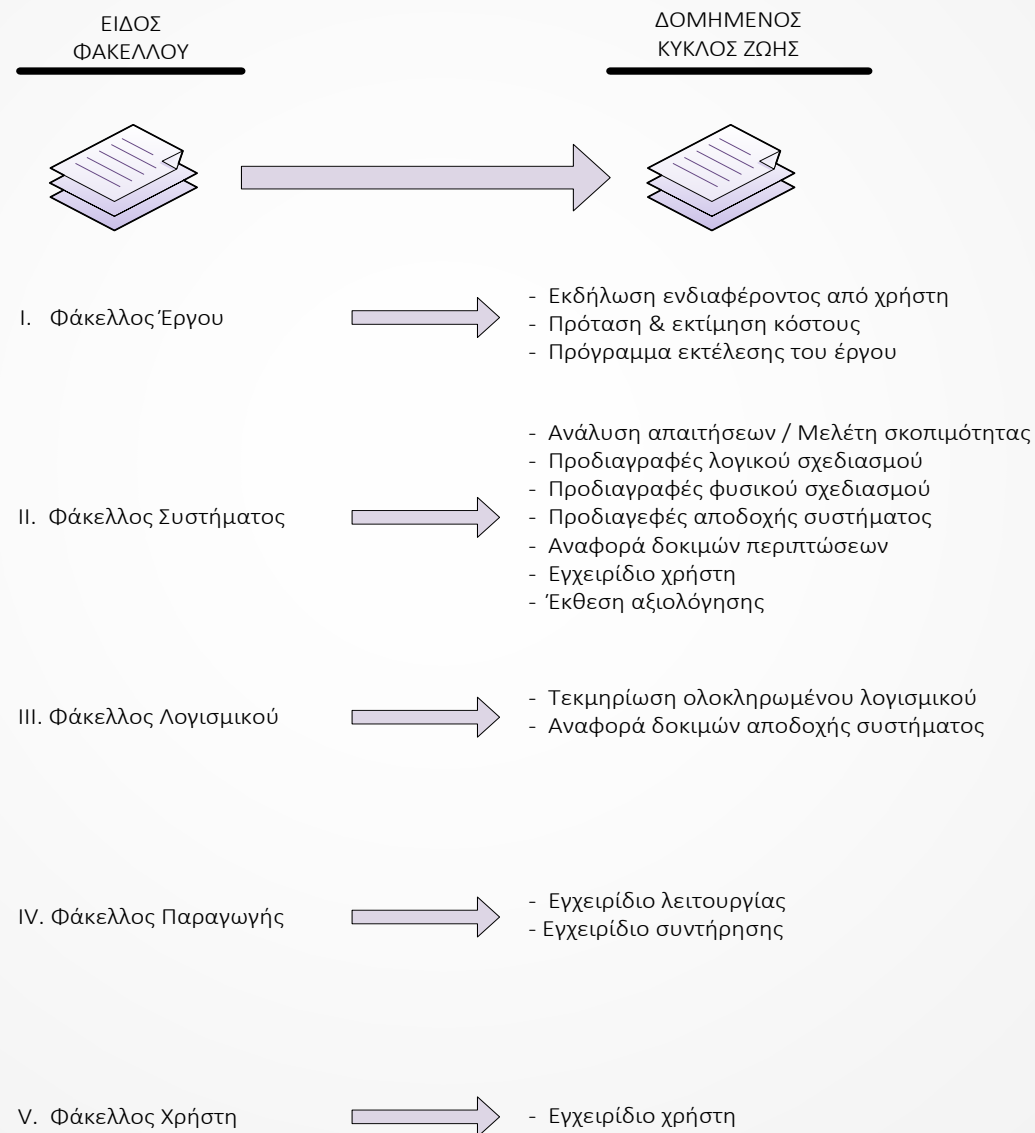 ΕΙΔΟΣ
ΦΑΚΕΛΛΟΥ
ΔΟΜΗΜΕΝΟΣ
ΚΥΚΛΟΣ ΖΩΗΣ
I. Φάκελλος Έργου
- Εκδήλωση ενδιαφέροντος από χρήστη
- Πρόταση & εκτίμηση κόστους
- Πρόγραμμα εκτέλεσης του έργου
II. Φάκελλος Συστήματος
- Ανάλυση απαιτήσεων / Μελέτη σκοπιμότητας
- Προδιαγραφές λογικού σχεδιασμού
- Προδιαγραφές φυσικού σχεδιασμού
- Προδιαγεφές αποδοχής συστήματος
- Αναφορά δοκιμών περιπτώσεων
- Εγχειρίδιο χρήστη
- Έκθεση αξιολόγησης
III. Φάκελλος Λογισμικού
- Τεκμηρίωση ολοκληρωμένου λογισμικού
- Αναφορά δοκιμών αποδοχής συστήματος
IV. Φάκελλος Παραγωγής
- Εγχειρίδιο λειτουργίας
- Εγχειρίδιο συντήρησης
V. Φάκελλος Χρήστη
- Εγχειρίδιο χρήστη